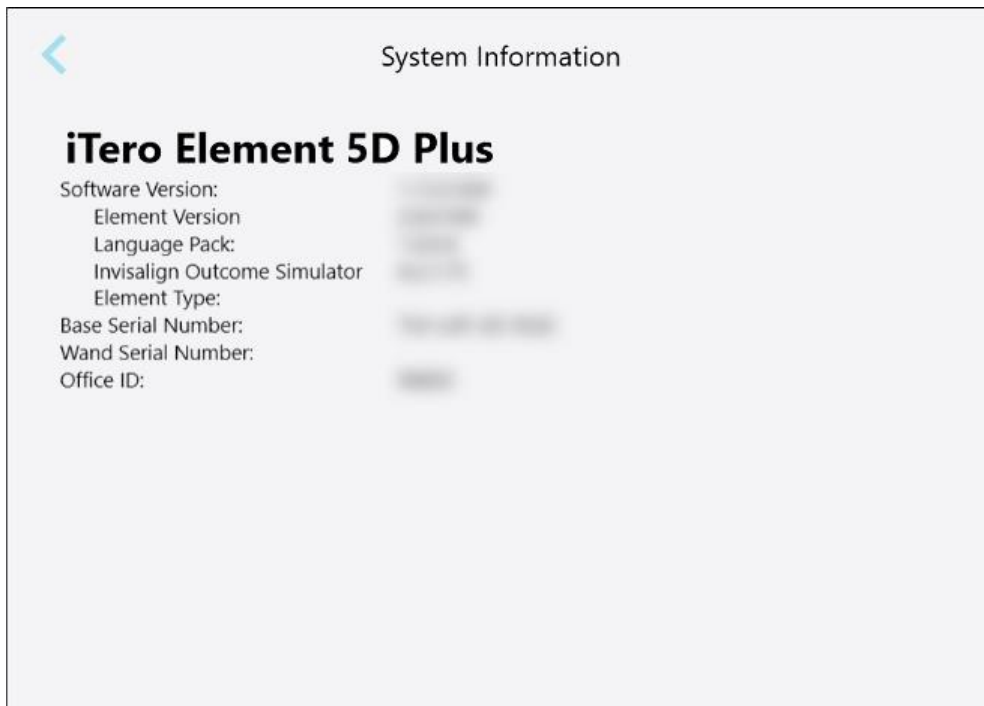 System Information
iTero Element 5D Plus
Software Version:
Element Version
Language Pack:
Invisalign Outcome Simulator
Element Type:
Base Serial Number:
Wand Serial Number:
Office ID: